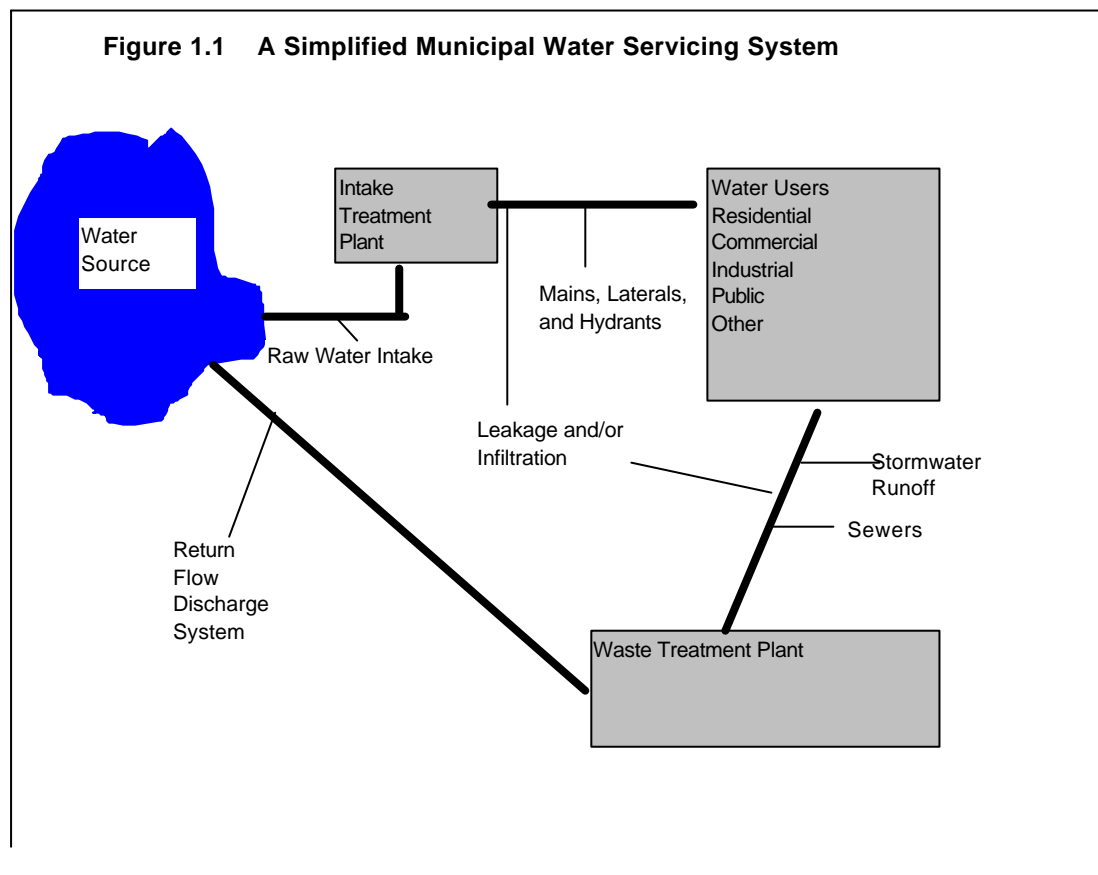 Figure 1.1 A Simplified Municipal Water Servicing System
Water
Source
Intake
Treatment
Plant
Water Users
Residential
Commercial
Industrial
Public
Other
Mains, Laterals,
and Hydrants
Raw Water Intake
Leakage and/or
Infiltration
Stormwater
Runoff
Sewers
Return
Flow
Discharge
System
Waste Treatment Plant